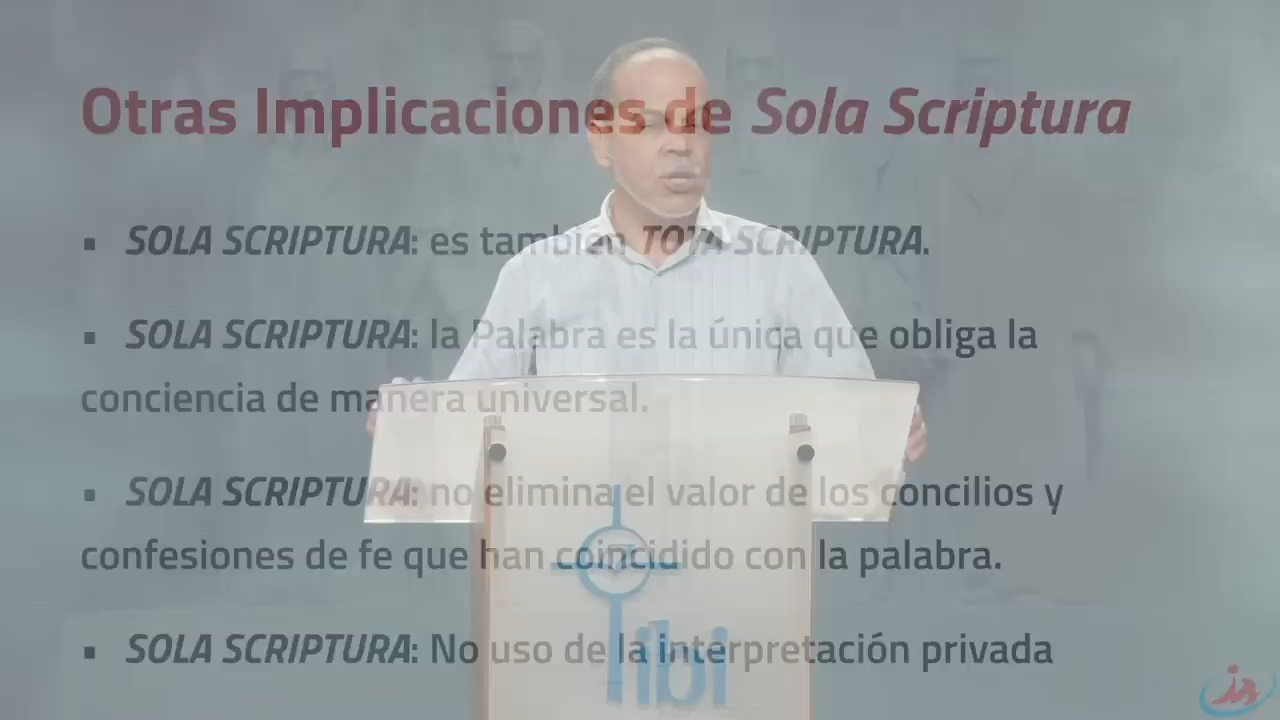 Otras Implicaciones de Sola Scriptura
▪ SOLA SCRIPTURA: es también TOTA SCRIPTURA.
▪ SOLA SCRIPTURA: la Palabra es la única que obliga la
conciencia de manera universal.
▪ SOLA SCRIPTURA: no elimina el valor de los concilios y
confesiones de fe que han coincidido con la palabra.
▪ SOLA SCRIPTURA: No uso de la interpretación privada
ibi